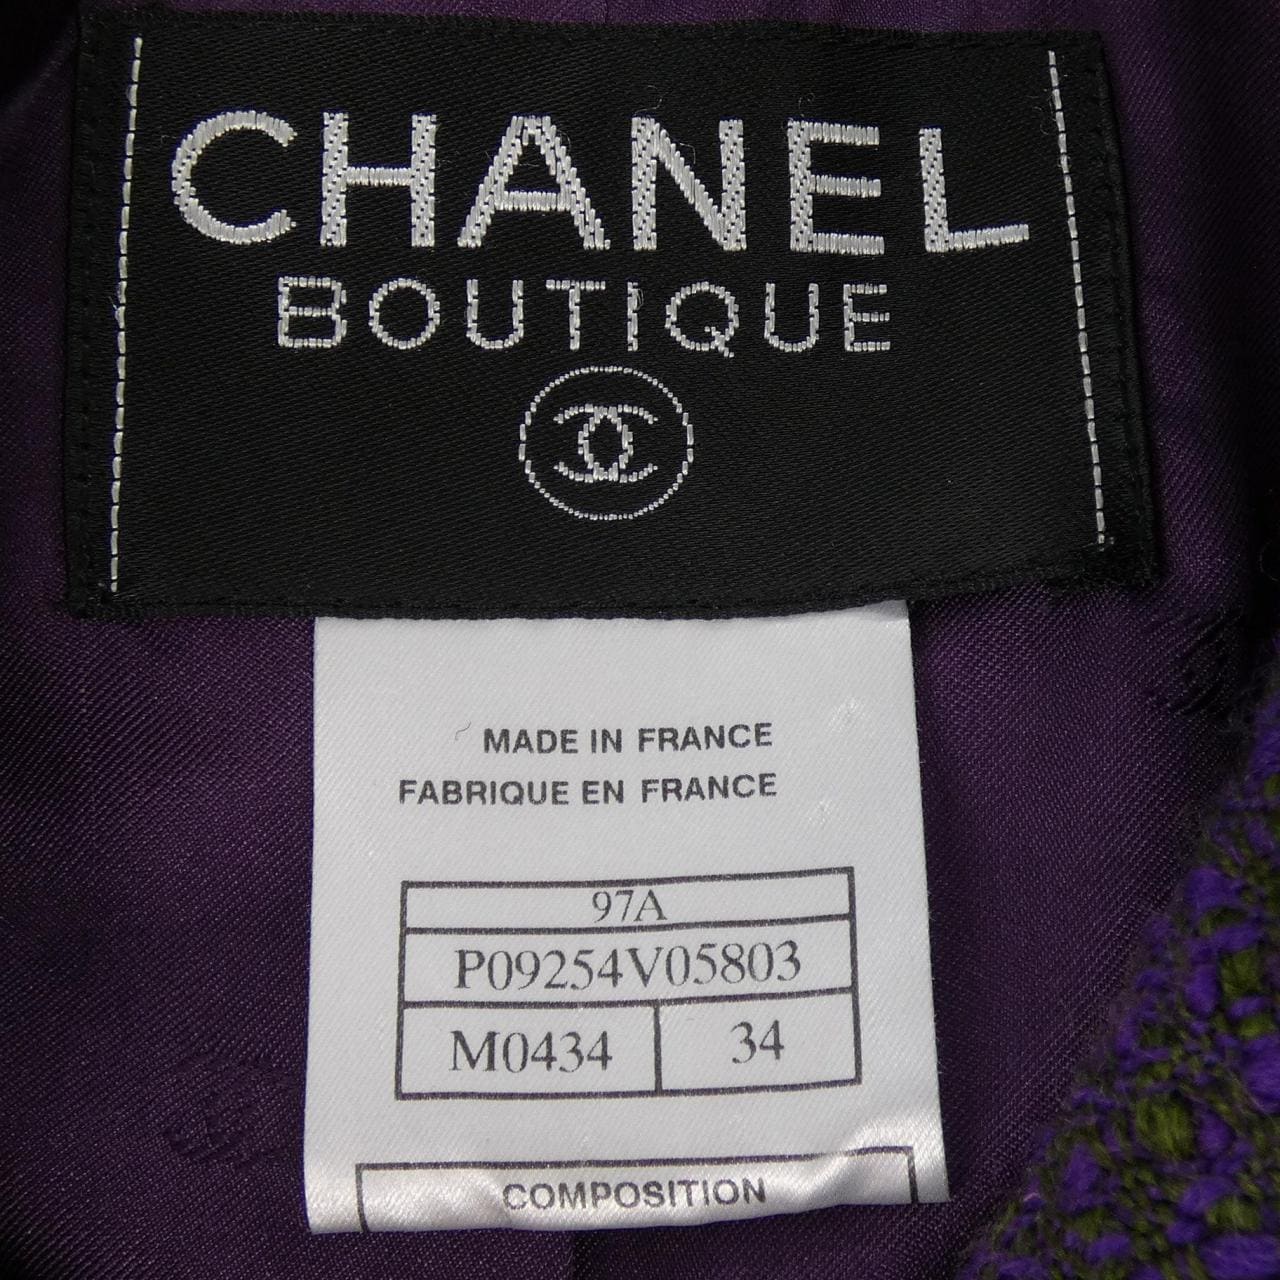 CHANEL
BOUTIQUE
MADE IN FRANCE
FABRIQUE EN FRANCE
97A
P09254V05803
M0434 34
COMPOSITION